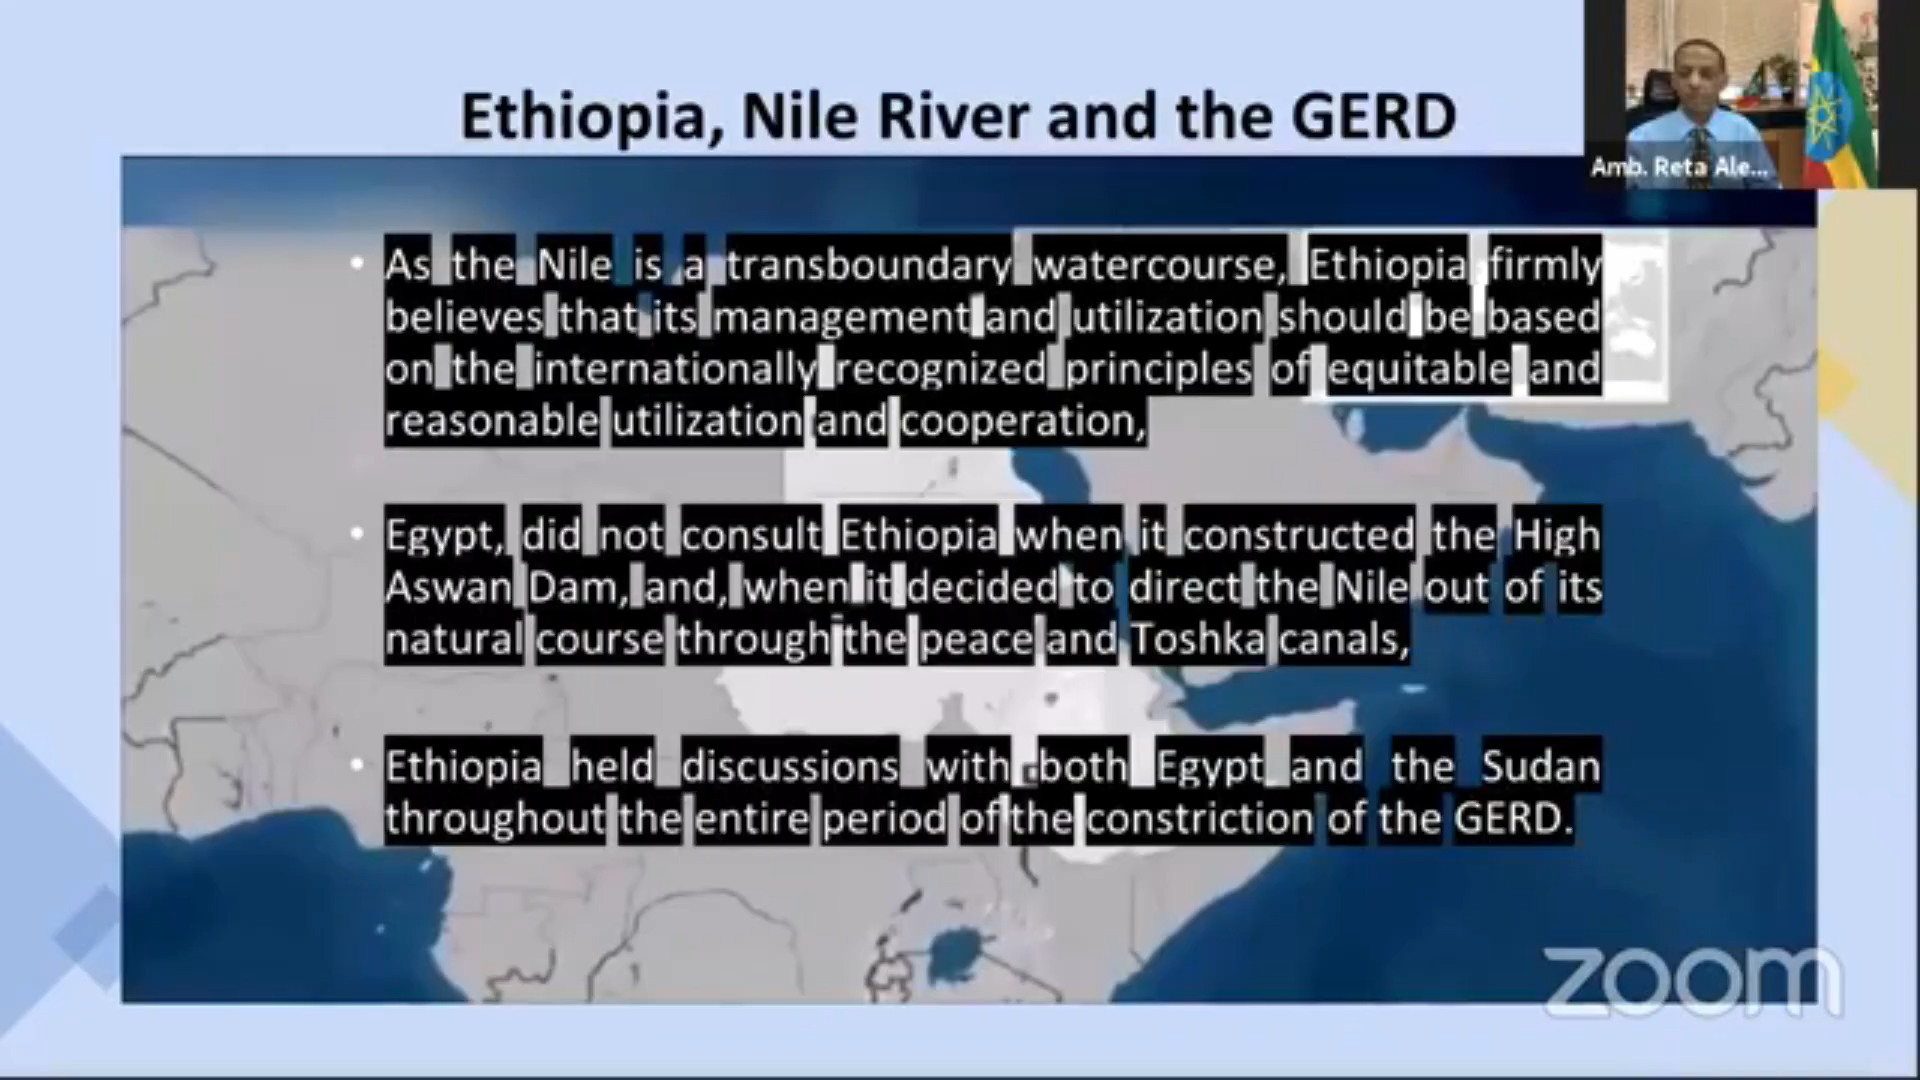 Ethiopia, Nile River and the GERD
Amb. Reta Ale...
• As the Nile is a transboundary watercourse, Ethiopia firmly
believes that its management and utilization should be based
on the internationally recognized principles of equitable and
reasonable utilization and cooperation,
• Egypt, did not consult Ethiopia when it constructed the High
Aswan Dam, and, when it decided to direct the Nile out of its
natural course through the peace and Toshka canals,
• Ethiopia held discussions with both Egypt and the Sudan
throughout the entire period of the constriction of the GERD.
zoom